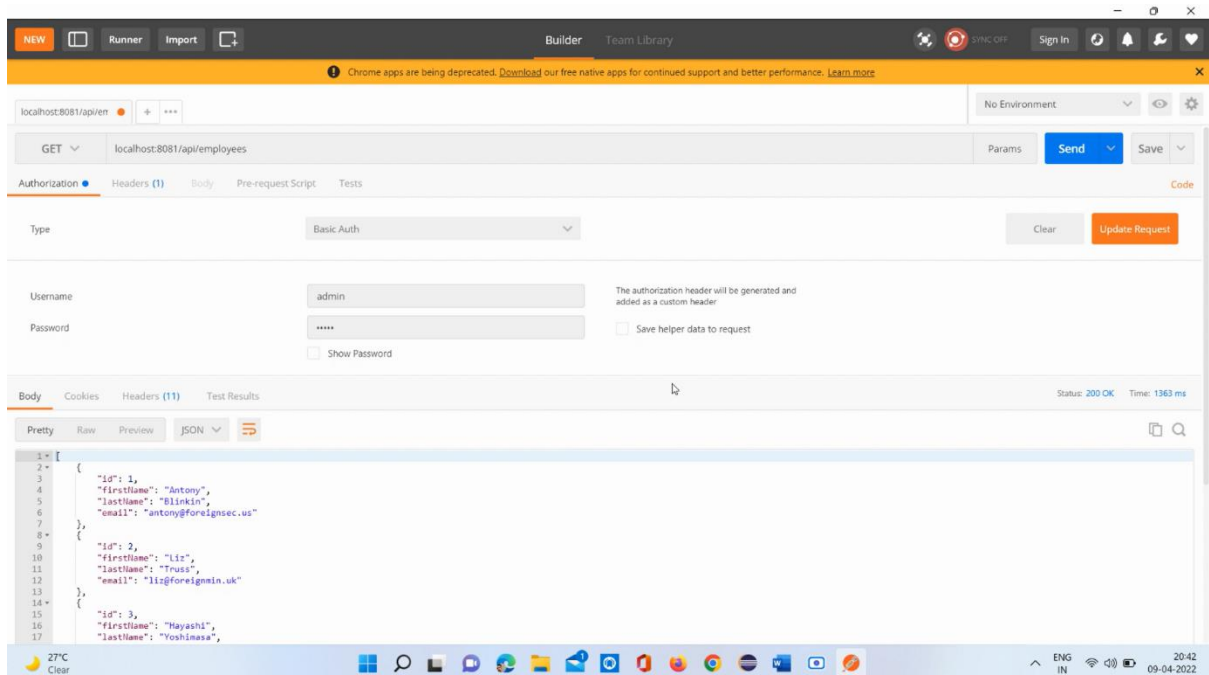 NEW Runner Import Builder Team Library SYNC OFF Sign In
Chrome apps are being deprecated. Download our free native apps for continued support and better performance. Learn more
localhost:8081/api/em + ••• No Environment
GET localhost:8081/api/employees Params Send Save
Authorization Headers (1) Body Pre-request Script Tests Code
Type Basic Auth Clear Update Request
Username admin The authorization header will be generated and
added as a custom header
Password ••••• Save helper data to request
Show Password
Body Cookies Headers (11) Test Results Status: 200 OK Time: 1363 ms
Pretty Raw Preview JSON
1 [
2 {
3 "id": 1,
4 "firstName": "Antony",
5 "lastName": "Blinkin",
6 "email": "antony@foreignsec.us"
7 },
8 {
9 "id": 2,
10 "firstName": "Liz",
11 "lastName": "Truss",
12 "email": "liz@foreignmin.uk"
13 },
14 {
15 "id": 3,
16 "firstName": "Hayashi",
17 "lastName": "Yoshimasa",
27°C
Clear
ENG
IN
20:42
09-04-2022